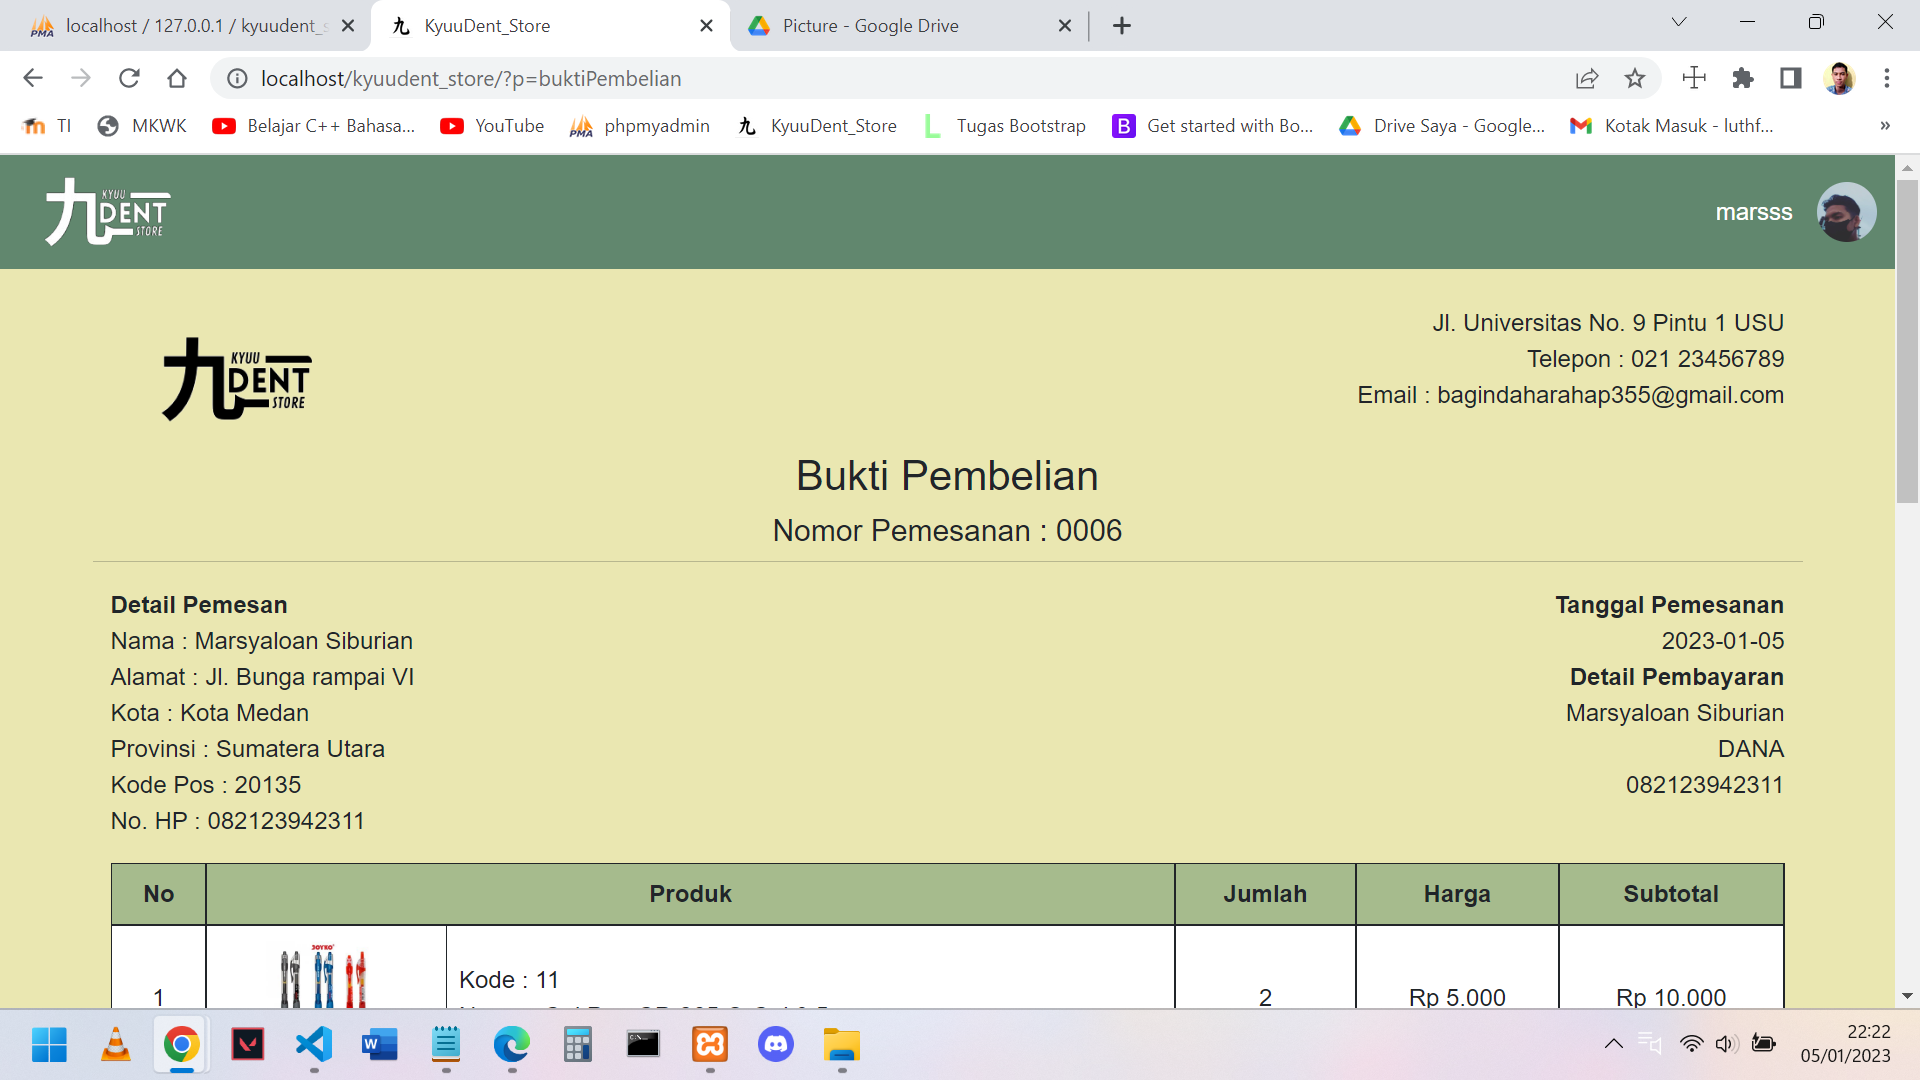 localhost / 127.0.0.1 / kyuudent_s
KyuuDent_Store
Picture - Google Drive
localhost/kyuudent_store/?p=buktiPembelian
TI
MKWK
Belajar C++ Bahasa...
YouTube
phpmyadmin
KyuuDent_Store
Tugas Bootstrap
Get started with Bo...
Drive Saya - Google...
Kotak Masuk - luthf...
九 KYUU
DENT
STORE
marsss
九 KYUU
DENT
STORE
Jl. Universitas No. 9 Pintu 1 USU
Telepon : 021 23456789
Email : bagindaharahap355@gmail.com
Bukti Pembelian
Nomor Pemesanan : 0006
Detail Pemesan
Nama : Marsyaloan Siburian
Alamat : Jl. Bunga rampai VI
Kota : Kota Medan
Provinsi : Sumatera Utara
Kode Pos : 20135
No. HP : 082123942311
Tanggal Pemesanan
2023-01-05
Detail Pembayaran
Marsyaloan Siburian
DANA
082123942311
No Produk Jumlah Harga Subtotal
JOYKO
Kode : 11
1 2 Rp 5.000 Rp 10.000
22:22
05/01/2023